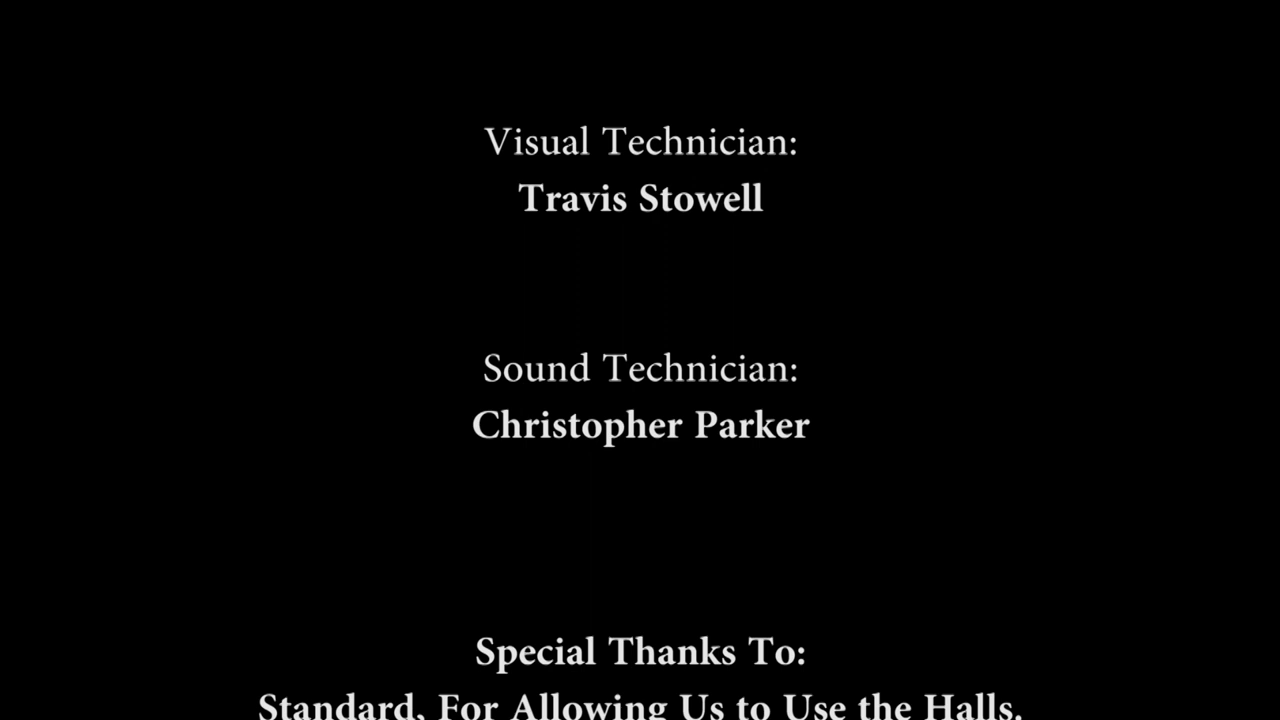 Visual Technician:
Travis Stowell
Sound Technician:
Christopher Parker
Special Thanks To:
Standard, For Allowing Us to Use the Halls.